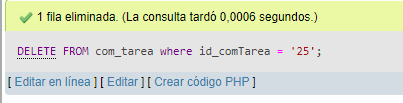 1 fila eliminada. (La consulta tardó 0,0006 segundos.)
DELETE FROM com_tarea where id_comTarea = '25';
[ Editar en línea ] [ Editar ] [ Crear código PHP ]